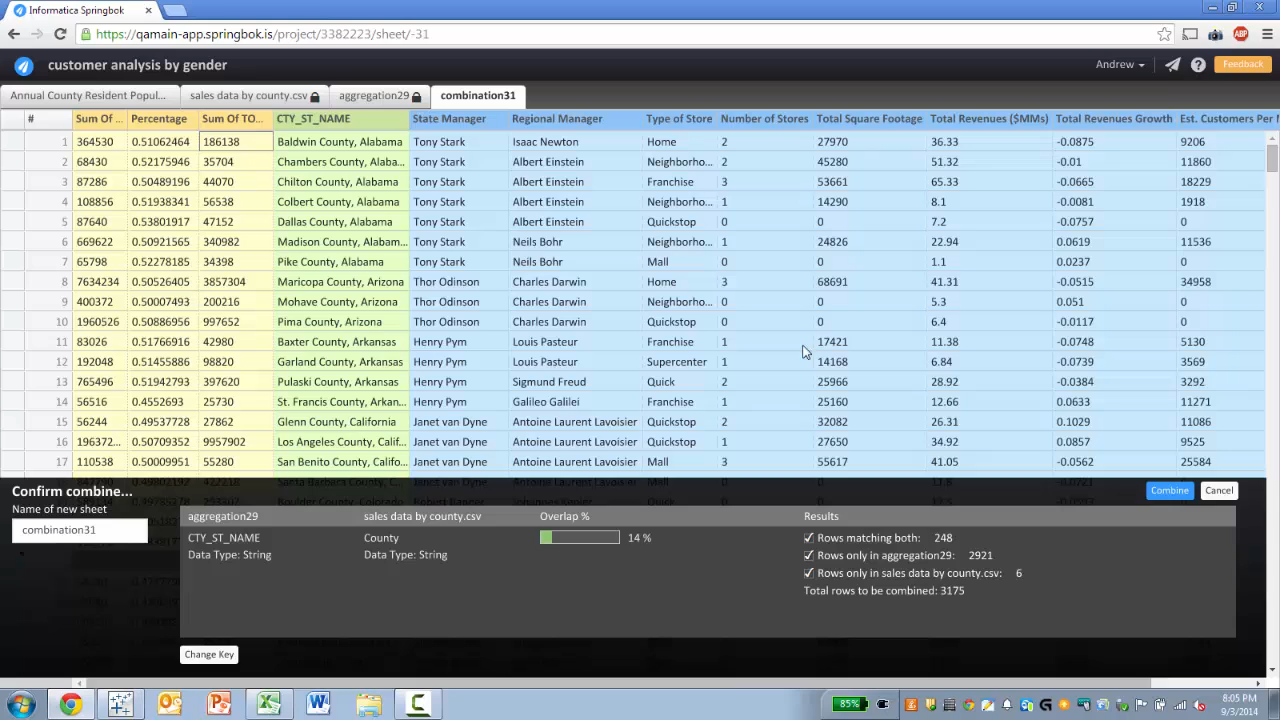 Informatica Springbok
https://qamain-app.springbok.is/project/3382223/sheet/-31
ABP
customer analysis by gender
Andrew
Feedback
Annual County Resident Popul... sales data by county.csv aggregation29 combination31
# Sum Of ... Percentage Sum Of TO... CTY_ST_NAME State Manager Regional Manager Type of Store Number of Stores Total Square Footage Total Revenues ($MMs) Total Revenues Growth Est. Customers Per
1 364530 0.51062464 186138 Baldwin County, Alabama Tony Stark Isaac Newton Home 2 27970 36.33 -0.0875 9206
2 68430 0.52175946 35704 Chambers County, Alaba... Tony Stark Albert Einstein Neighborho... 2 45280 51.32 -0.01 11860
3 87286 0.50489196 44070 Chilton County, Alabama Tony Stark Albert Einstein Franchise 3 53661 65.33 -0.0665 18229
4 108856 0.51938341 56538 Colbert County, Alabama Tony Stark Albert Einstein Neighborho... 1 14290 8.1 -0.0081 1918
5 87640 0.53801917 47152 Dallas County, Alabama Tony Stark Albert Einstein Quickstop 0 0 7.2 -0.0757 0
6 669622 0.50921565 340982 Madison County, Alabam... Tony Stark Neils Bohr Neighborho... 1 24826 22.94 0.0619 11536
7 65798 0.52278185 34398 Pike County, Alabama Tony Stark Neils Bohr Mall 0 0 1.1 0.0237 0
8 7634234 0.50526405 3857304 Maricopa County, Arizona Thor Odinson Charles Darwin Home 3 68691 41.31 -0.0515 34958
9 400372 0.50007493 200216 Mohave County, Arizona Thor Odinson Charles Darwin Neighborho... 0 0 5.3 0.051 0
10 1960526 0.50886956 997652 Pima County, Arizona Thor Odinson Charles Darwin Quickstop 0 0 6.4 -0.0117 0
11 83026 0.51766916 42980 Baxter County, Arkansas Henry Pym Louis Pasteur Franchise 1 17421 11.38 -0.0748 5130
12 192048 0.51455886 98820 Garland County, Arkansas Henry Pym Louis Pasteur Supercenter 1 14168 6.84 -0.0739 3569
13 765496 0.51942793 397620 Pulaski County, Arkansas Henry Pym Sigmund Freud Quick 2 25966 28.92 -0.0384 3292
14 56516 0.4552693 25730 St. Francis County, Arkan... Henry Pym Galileo Galilei Franchise 1 25160 12.66 0.0633 11271
15 56244 0.49537728 27862 Glenn County, California Janet van Dyne Antoine Laurent Lavoisier Quickstop 2 32082 26.31 0.1029 11086
16 196372... 0.50709352 9957902 Los Angeles County, Calif... Janet van Dyne Antoine Laurent Lavoisier Quickstop 1 27650 34.92 0.0857 9525
17 110538 0.50009951 55280 San Benito County, Califo... Janet van Dyne Antoine Laurent Lavoisier Mall 3 55617 41.05 -0.0562 25584
Confirm combine...
Name of new sheet
combination31
Combine Cancel
aggregation29 sales data by county.csv Overlap % Results
CTY_ST_NAME County 14 % Rows matching both: 248
Data Type: String Data Type: String Rows only in aggregation29: 2921
Rows only in sales data by county.csv: 6
Total rows to be combined: 3175
Change Key
85%
8:05 PM
9/3/2014